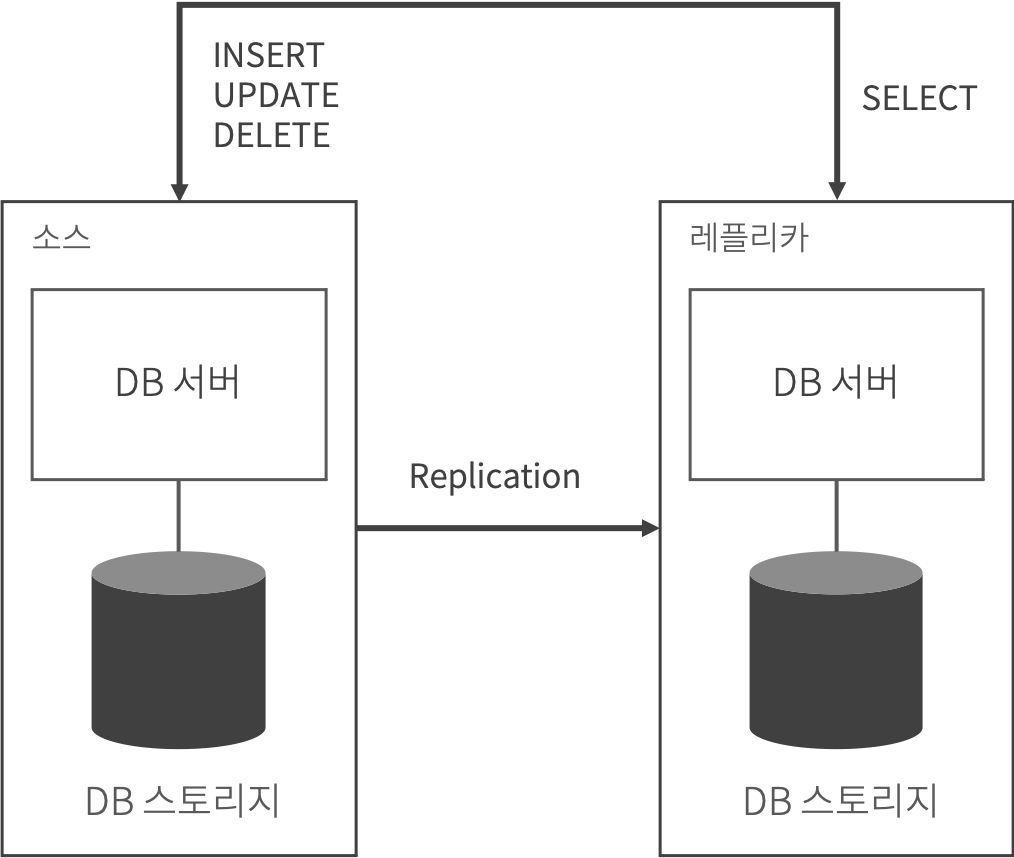 INSERT
UPDATE
DELETE
SELECT
소스
레플리카
DB 서버
DB 서버
Replication
DB 스토리지
DB 스토리지